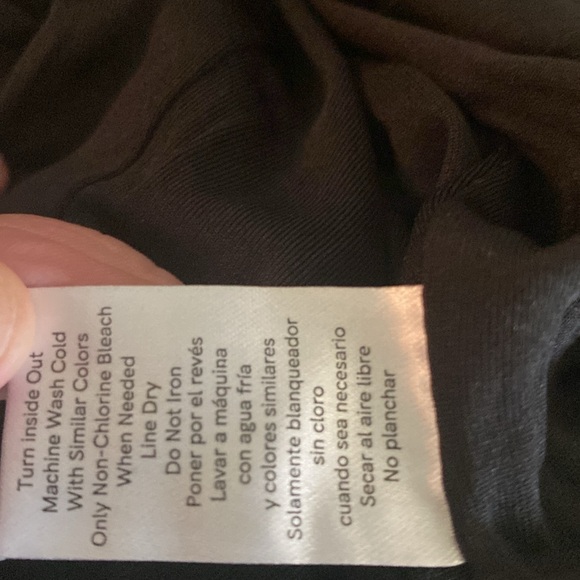 Turn inside Out
Machine Wash Cold
With Similar Colors
Only Non-Chlorine Bleach
When Needed
Line Dry
Do Not Iron
Poner por el revés
Lavar a máquina
con agua fría
y colores similares
Solamente blanqueador
sin cloro
cuando sea necesario
Secar al aire libre
No planchar